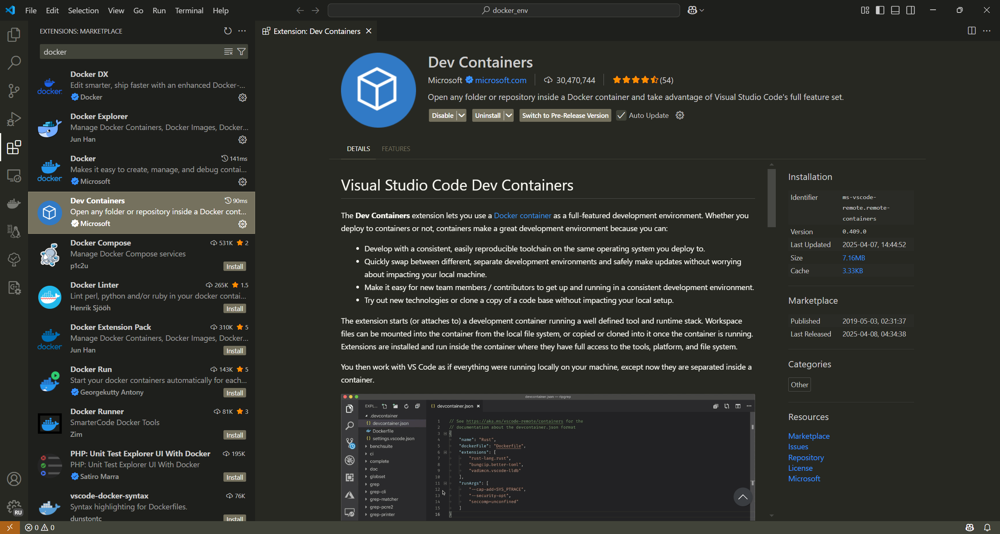 File Edit Selection View Go Run Terminal Help
docker_env
EXTENSIONS: MARKETPLACE
docker
Docker DX
Edit smarter, ship faster with an enhanced Docker-...
Docker
Docker Explorer
Manage Docker Containers, Docker Images, Docker...
Jun Han
Docker 141ms
Makes it easy to create, manage, and debug contai...
Microsoft
Dev Containers 90ms
Open any folder or repository inside a Docker cont...
Microsoft
Docker Compose 531K 2
Manage Docker Compose services
p1c2u Install
Docker Linter 265K 1.5
Lint perl, python and/or ruby in your docker contai...
Henrik Sjööh Install
Docker Extension Pack 310K 5
Manage Docker Containers, Docker Images, Docker...
Jun Han Install
Docker Run 143K 5
Start your docker containers automatically for each...
Georgekutty Antony Install
Docker Runner 81K 3
SmarterCode Docker Tools
Zim Install
PHP: Unit Test Explorer UI With Docker 195K
PHP: Unit Test Explorer UI With Docker
Satiro Marra Install
vscode-docker-syntax 76K
Syntax highlighting for Dockerfiles.
dunstontc Install
RU
0 0
Extension: Dev Containers
Dev Containers
Microsoft microsoft.com 30,470,744 (54)
Open any folder or repository inside a Docker container and take advantage of Visual Studio Code's full feature set.
Disable Uninstall Switch to Pre-Release Version Auto Update
DETAILS FEATURES
Visual Studio Code Dev Containers
The Dev Containers extension lets you use a Docker container as a full-featured development environment. Whether you
deploy to containers or not, containers make a great development environment because you can:
• Develop with a consistent, easily reproducible toolchain on the same operating system you deploy to.
• Quickly swap between different, separate development environments and safely make updates without worrying
about impacting your local machine.
• Make it easy for new team members / contributors to get up and running in a consistent development environment.
• Try out new technologies or clone a copy of a code base without impacting your local setup.
The extension starts (or attaches to) a development container running a well defined tool and runtime stack. Workspace
files can be mounted into the container from the local file system, or copied or cloned into it once the container is running.
Extensions are installed and run inside the container where they have full access to the tools, platform, and file system.
You then work with VS Code as if everything were running locally on your machine, except now they are separated inside a
container.
devcontainer.json — ripgrep
EXPL...
.devcontainer
{} devcontainer.json
Dockerfile
{} settings.vscode.json
benchsuite
ci
complete
doc
globset
grep
grep-cli
grep-matcher
grep-pcre2
grep-printer
{} devcontainer.json
1 // See https://aka.ms/vscode-remote/containers for the
2 // documentation about the devcontainer.json format
3 {
4 "name": "Rust",
5 "dockerFile": "Dockerfile",
6 "extensions": [
7 "rust-lang.rust",
8 "bungcip.better-toml",
9 "vadimcn.vscode-lldb"
10 ],
11 "runArgs": [
12 "--cap-add=SYS_PTRACE",
13 "--security-opt",
14 "seccomp=unconfined"
15 ]
16 }
Installation
Identifier ms-vscode-
remote.remote-
containers
Version 0.409.0
Last Updated 2025-04-07, 14:44:52
Size 7.16MB
Cache 3.33KB
Marketplace
Published 2019-05-03, 02:31:37
Last Released 2025-04-08, 04:34:38
Categories
Other
Resources
Marketplace
Issues
Repository
License
Microsoft